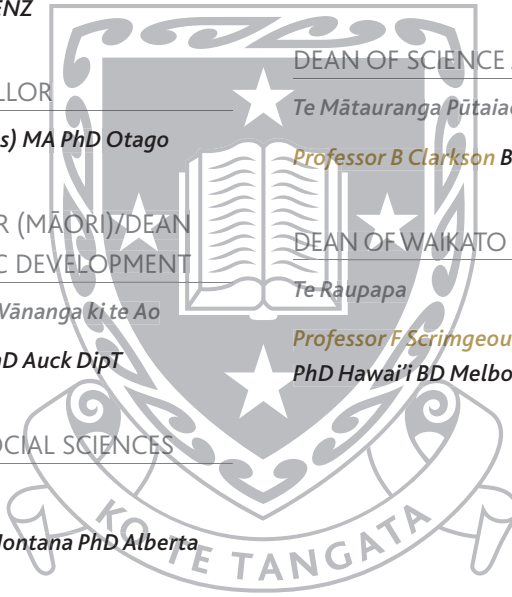 ENZ
LLOR
s) MA PhD Otago
R (MĀORI)/DEAN
C DEVELOPMENT
Wānanga ki te Ao
hD Auck DipT
OCIAL SCIENCES
Montana PhD Alberta
DEAN OF SCIENCE
Te Mātauranga Pūtaiao
Professor B Clarkson B
DEAN OF WAIKATO
Te Raupapa
Professor F Scrimgeou
PhD Hawai'i BD Melbo
KO TE TANGATA